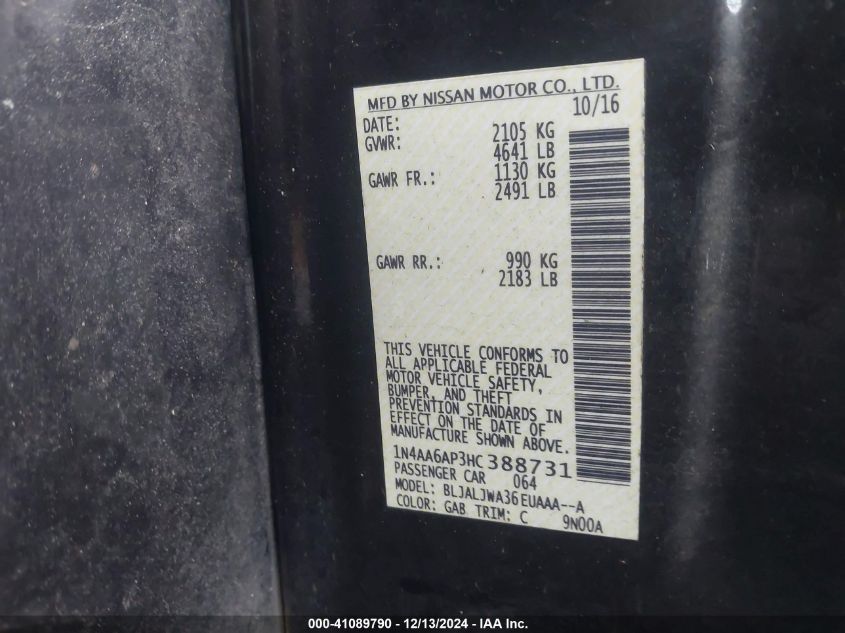 MFD BY NISSAN MOTOR CO., LTD.
DATE: 10/16
GVWR: 2105 KG
4641 LB
GAWR FR.: 1130 KG
2491 LB
GAWR RR.: 990 KG
2183 LB
THIS VEHICLE CONFORMS TO
ALL APPLICABLE FEDERAL
MOTOR VEHICLE SAFETY,
BUMPER, AND THEFT
PREVENTION STANDARDS IN
EFFECT ON THE DATE OF
MANUFACTURE SHOWN ABOVE.
1N4AA6AP3HC388731
PASSENGER CAR 064
MODEL: BLJALJWA36EUAAA--A
COLOR: GAB TRIM: C 9N00A
000-41089790 - 12/13/2024 - IAA Inc.